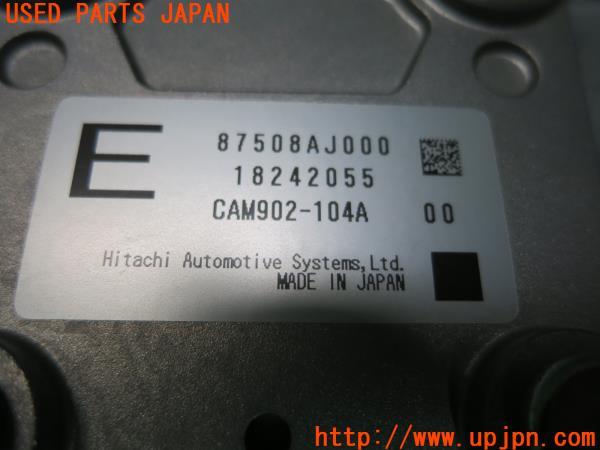 USED PARTS JAPAN
E
87508AJ000
18242055
CAM902-104A 00
Hitachi Automotive Systems,Ltd.
MADE IN JAPAN
UPJ
http://www.upjpn.com